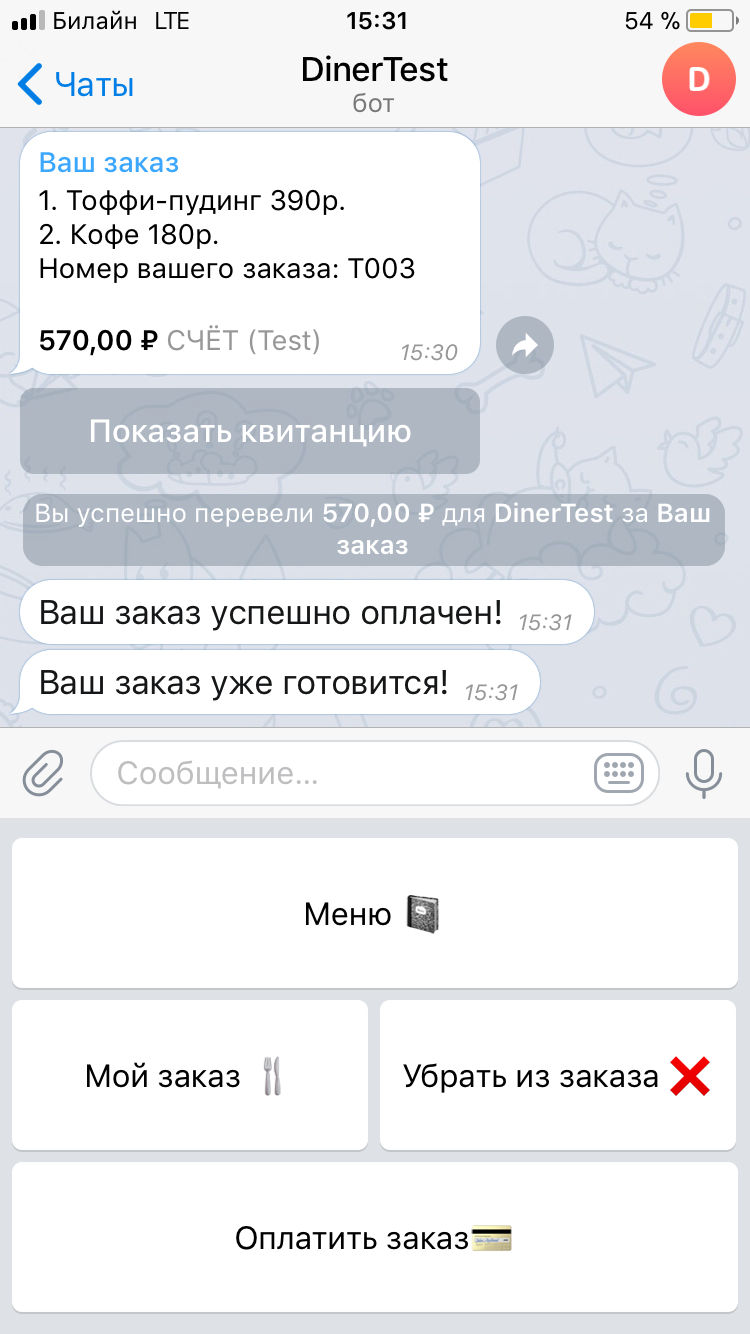 Билайн LTE 15:31 54 %
Чаты DinerTest D
бот
Ваш заказ
1. Тоффи-пудинг 390р.
2. Кофе 180р.
Номер вашего заказа: T003
570,00 ₽ СЧЁТ (Test) 15:30
Показать квитанцию
Вы успешно перевели 570,00 ₽ для DinerTest за Ваш
заказ
Ваш заказ успешно оплачен! 15:31
Ваш заказ уже готовится! 15:31
Сообщение...
Меню
Мой заказ Убрать из заказа
Оплатить заказ